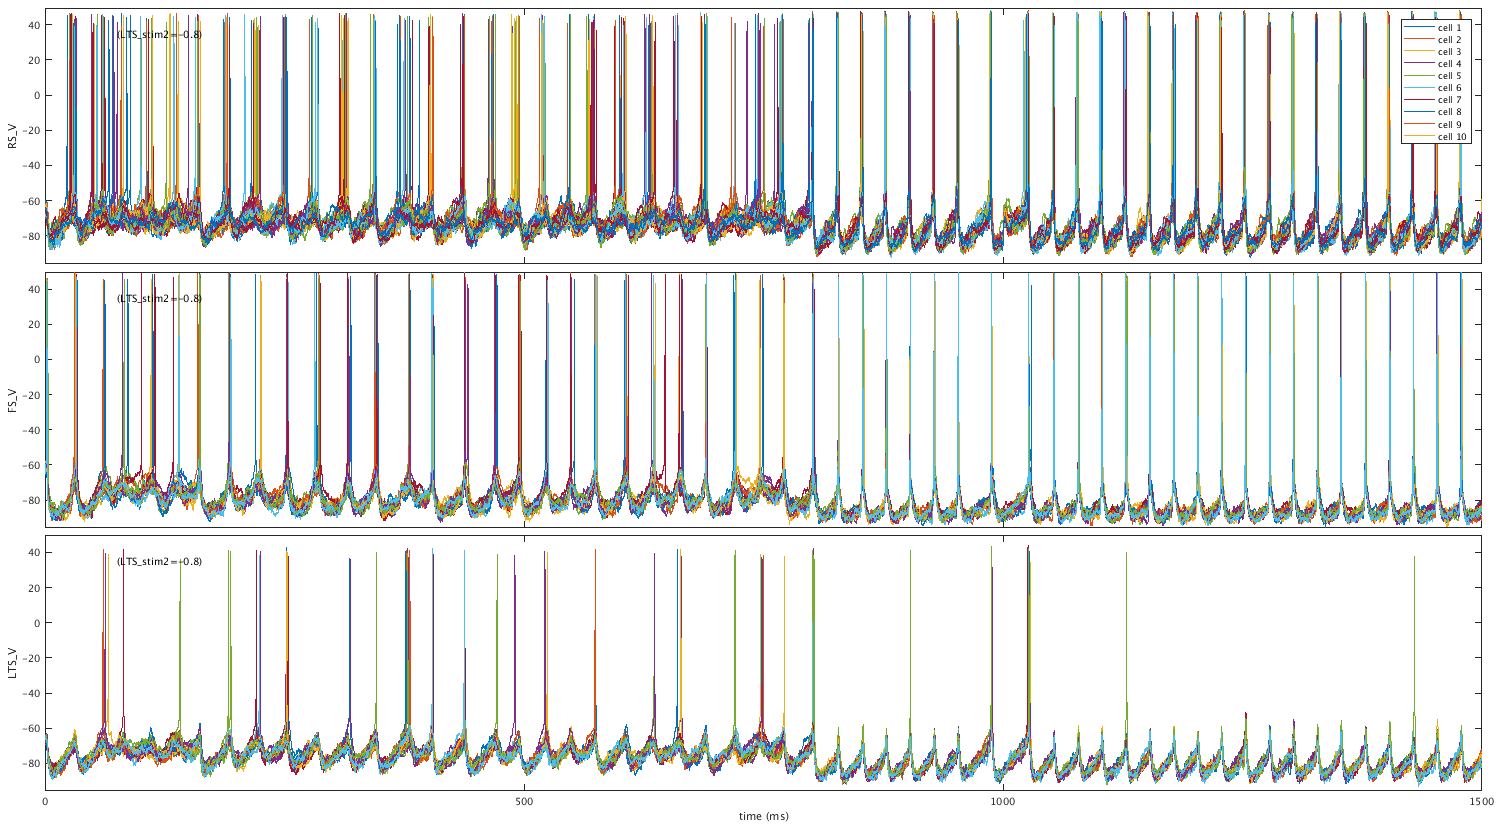 40
20
0
−20
−40
−60
−80
RS_V
(LTS_stim2=−0.8)
cell 1
cell 2
cell 3
cell 4
cell 5
cell 6
cell 7
cell 8
cell 9
cell 10
40
20
0
−20
−40
−60
−80
FS_V
(LTS_stim2=−0.8)
40
20
0
−20
−40
−60
−80
LTS_V
(LTS_stim2=−0.8)
0
500
1000
1500
time (ms)